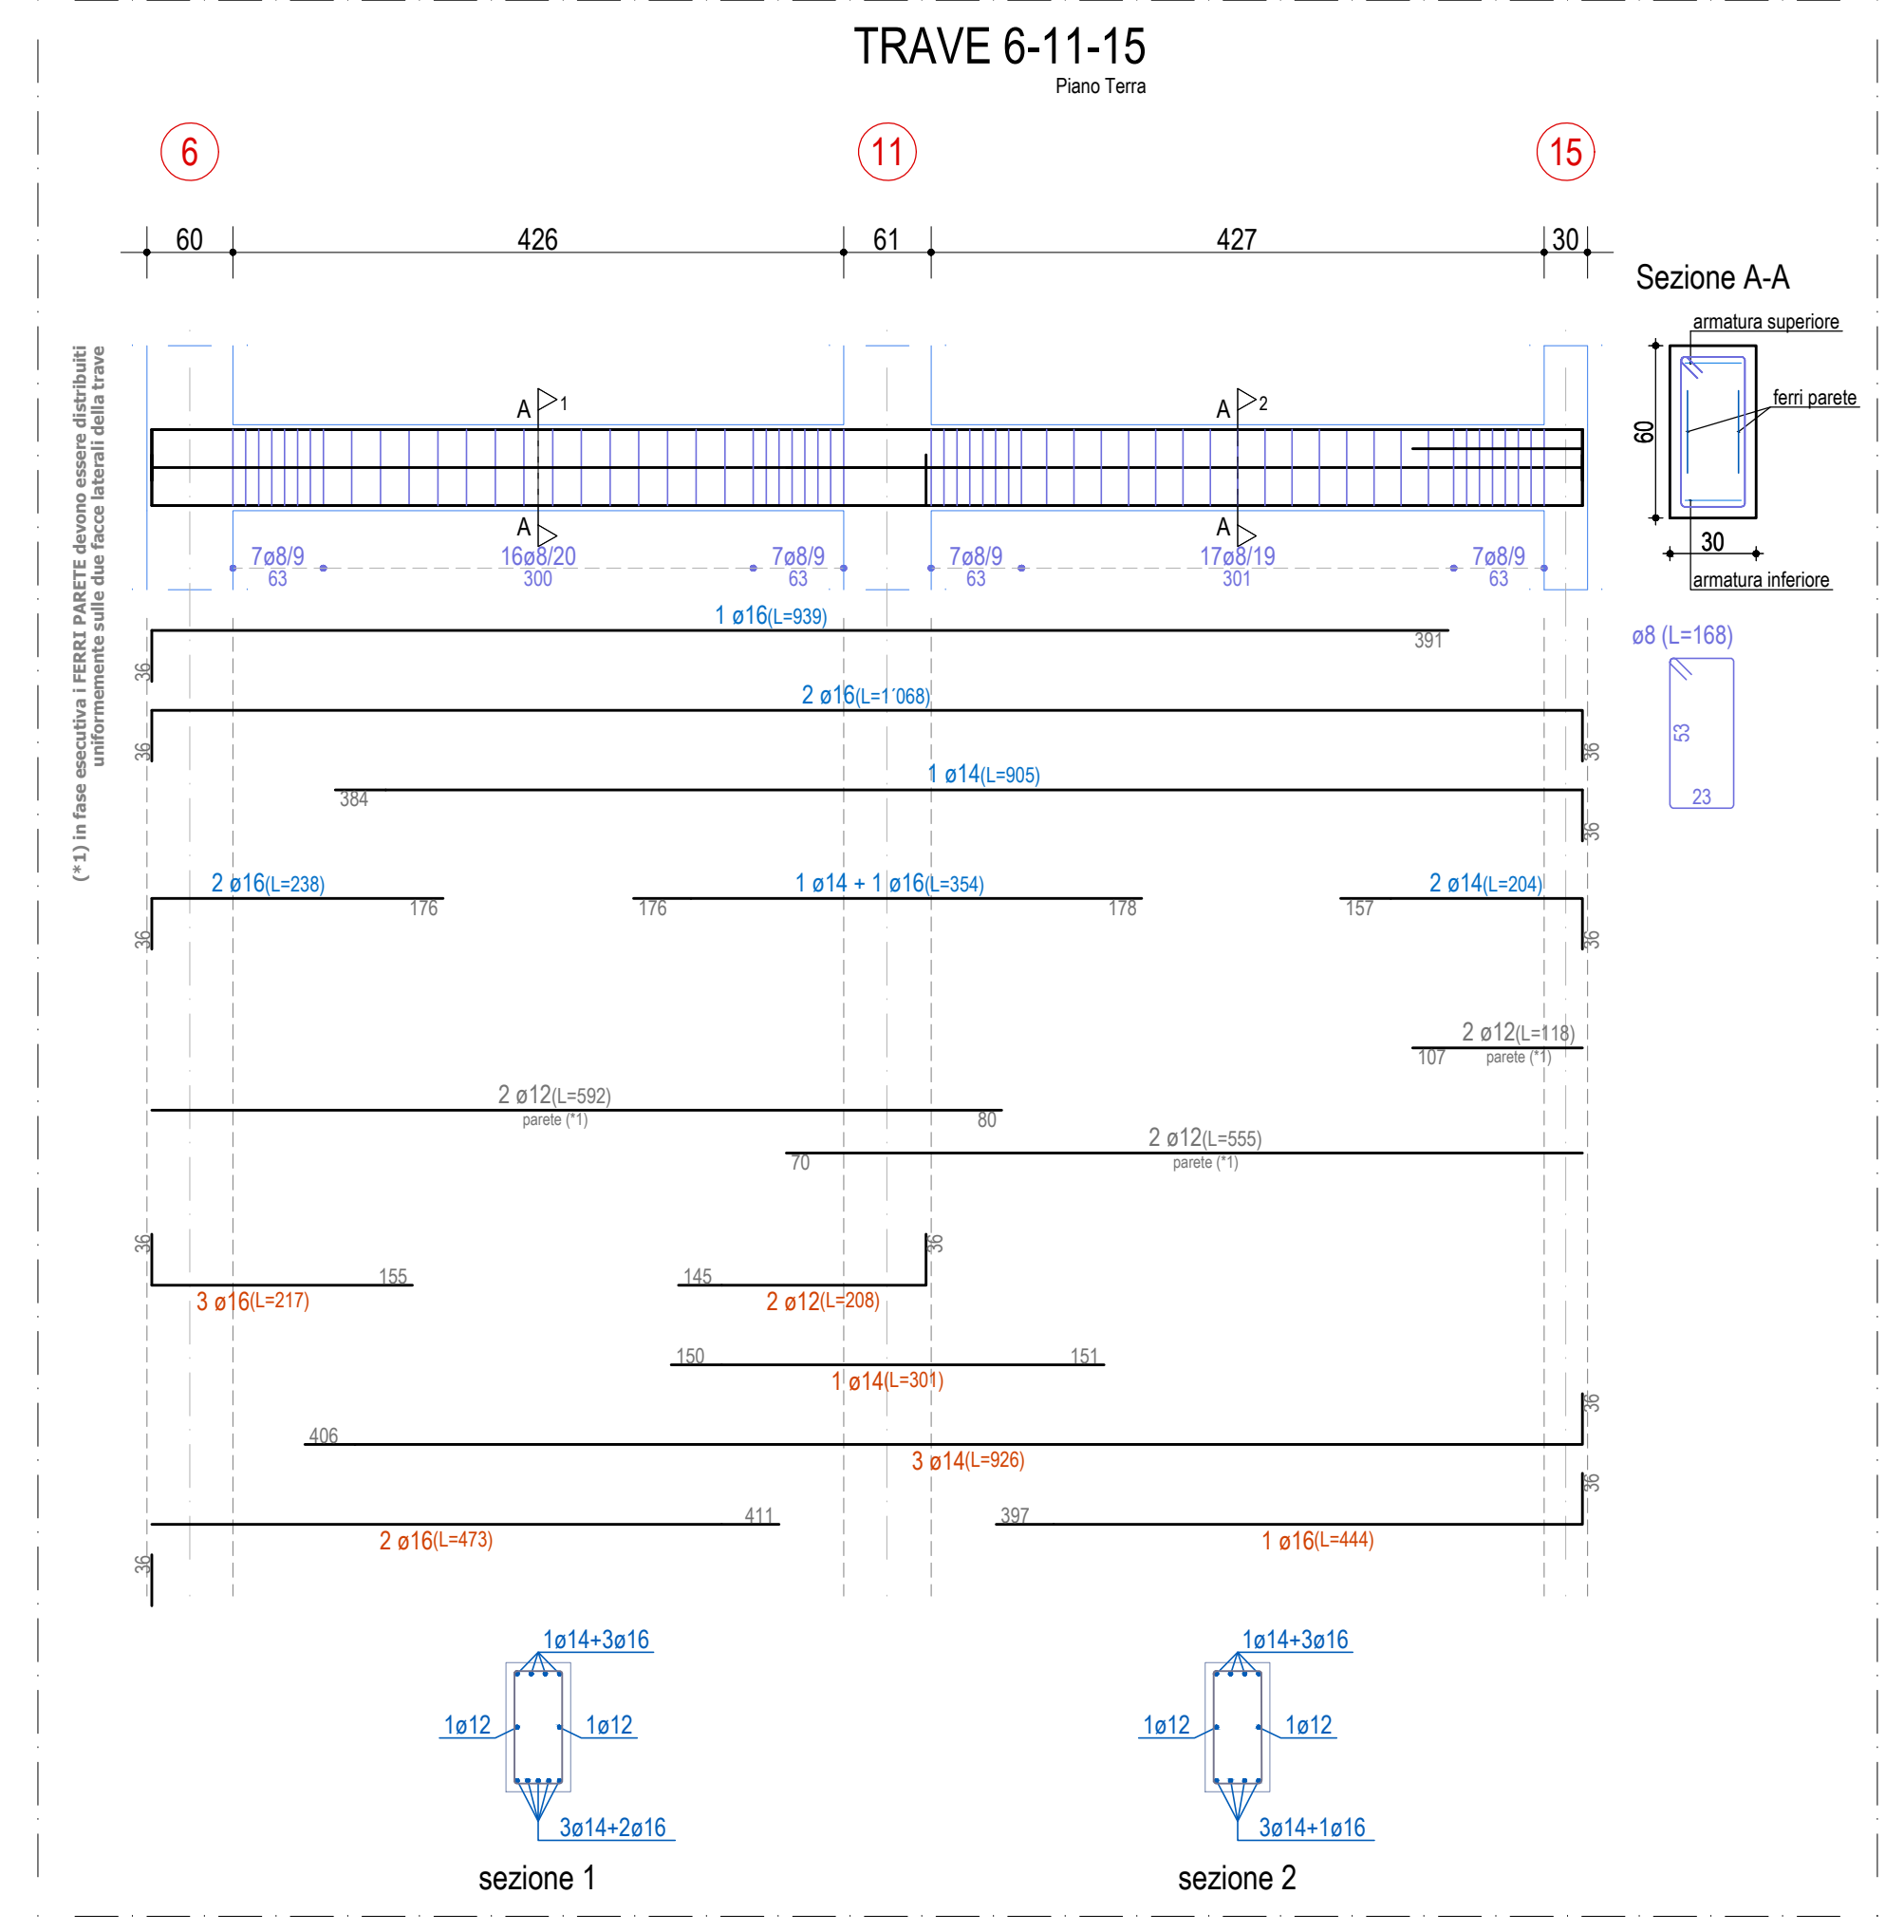 TRAVE 6-11-15
Piano Terra
6
11
15
60
426
61
427
30
Sezione A-A
armatura superiore
ferri parete
60
30
armatura inferiore
(*1) in fase esecutiva i FERRI PARETE devono essere distribuiti
uniformemente sulle due facce laterali della trave
A
1
A
2
A
A
7ø8/9
16ø8/20
7ø8/9
7ø8/9
17ø8/19
7ø8/9
63
300
63
63
301
63
1 ø16(L=939)
391
36
ø8 (L=168)
53
23
2 ø16(L=1´068)
36
36
1 ø14(L=905)
384
36
2 ø16(L=238)
1 ø14 + 1 ø16(L=354)
2 ø14(L=204)
176
176
178
157
36
36
2 ø12(L=118)
107
parete (*1)
2 ø12(L=592)
parete (*1)
80
2 ø12(L=555)
70
parete (*1)
36
36
155
145
3 ø16(L=217)
2 ø12(L=208)
150
151
1 ø14(L=301)
36
406
3 ø14(L=926)
36
411
397
2 ø16(L=473)
1 ø16(L=444)
36
1ø14+3ø16
1ø14+3ø16
1ø12
1ø12
1ø12
1ø12
3ø14+2ø16
3ø14+1ø16
sezione 1
sezione 2